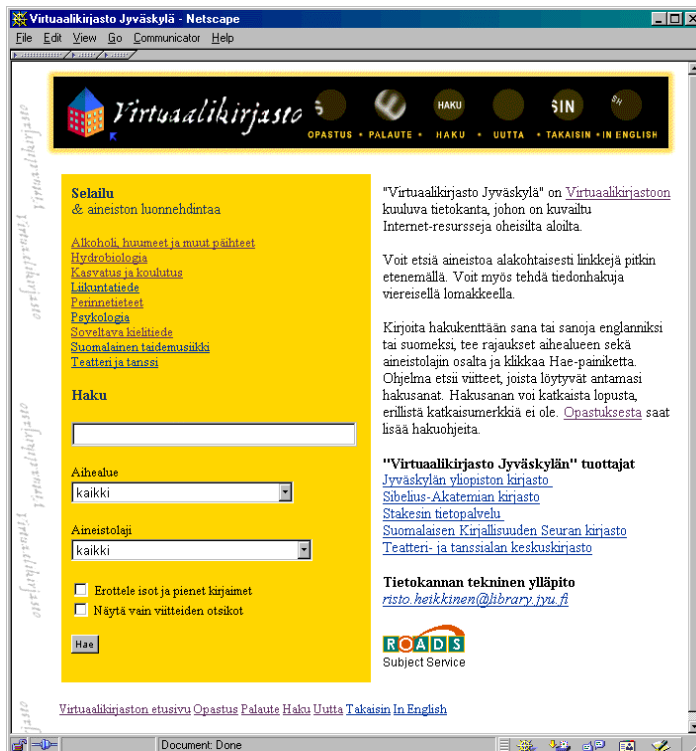 Virtuaalikirjasto Jyväskylä - Netscape
File Edit View Go Communicator Help
Virtuaalikirjasto
HAKU
SIN
OPASTUS • PALAUTE • HAKU • UUTTA • TAKAISIN • IN ENGLISH
Virtuaalikirjasto
Virtuaalikirjasto
Virtuaalikirjasto
Virtuaalikirjasto
jasto
Selailu
& aineiston luonnehdintaa
Alkoholi, huumeet ja muut päihteet
Hydrobiologia
Kasvatus ja koulutus
Liikuntatiede
Perinnetieteet
Psykologia
Soveltava kielitiede
Suomalainen taidemusiikki
Teatteri ja tanssi
Haku
Aihealue
kaikki
Aineistolaji
kaikki
Erottele isot ja pienet kirjaimet
Näytä vain viitteiden otsikot
Hae
"Virtuaalikirjasto Jyväskylä" on Virtuaalikirjastoon
kuuluva tietokanta, johon on kuvailtu
Internet-resursseja oheisilta aloilta.
Voit etsiä aineistoa alakohtaisesti linkkejä pitkin
etenemällä. Voit myös tehdä tiedonhakuja
viereisellä lomakkeella.
Kirjoita hakukenttään sana tai sanoja englanniksi
tai suomeksi, tee rajaukset aihealueen sekä
aineistolajin osalta ja klikkaa Hae-painiketta.
Ohjelma etsii viitteet, joista löytyvät antamasi
hakusanat. Hakusanan voi katkaista lopusta,
erillistä katkaisumerkkiä ei ole. Opastuksesta saat
lisää hakuohjeita.
"Virtuaalikirjasto Jyväskylän" tuottajat
Jyväskylän yliopiston kirjasto
Sibelius-Akatemian kirjasto
Stakesin tietopalvelu
Suomalaisen Kirjallisuuden Seuran kirjasto
Teatteri- ja tanssialan keskuskirjasto
Tietokannan tekninen ylläpito
risto.heikkinen@library.jyu.fi
ROADS
Subject Service
Virtuaalikirjaston etusivu Opastus Palaute Haku Uutta Takaisin In English
Document: Done